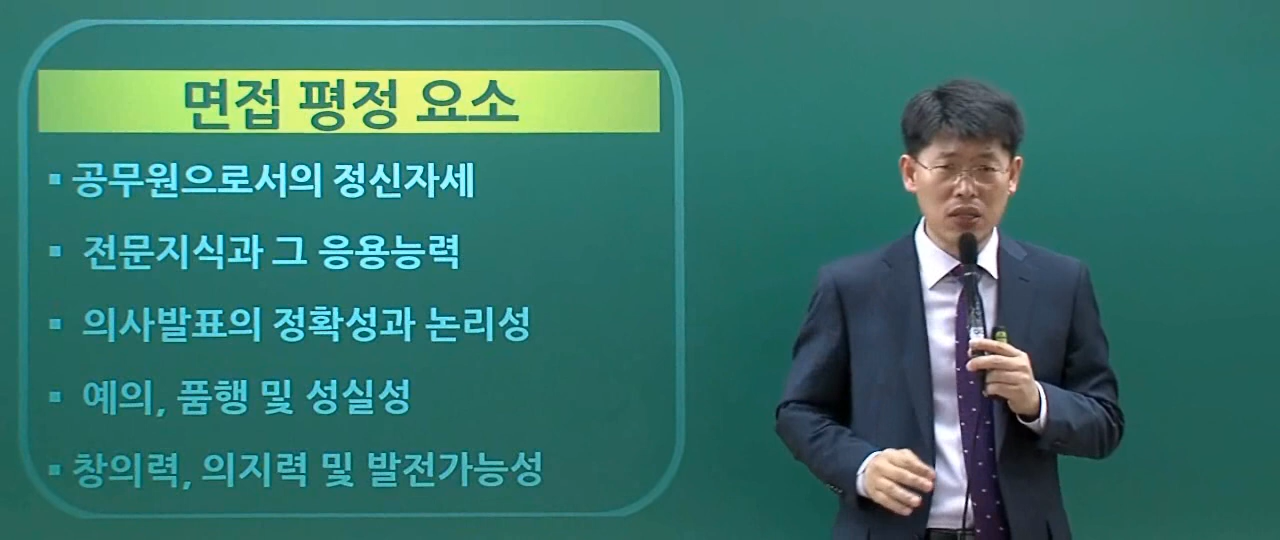 면접 평정 요소
▪ 공무원으로서의 정신자세
▪ 전문지식과 그 응용능력
▪ 의사발표의 정확성과 논리성
▪ 예의, 품행 및 성실성
▪ 창의력, 의지력 및 발전가능성